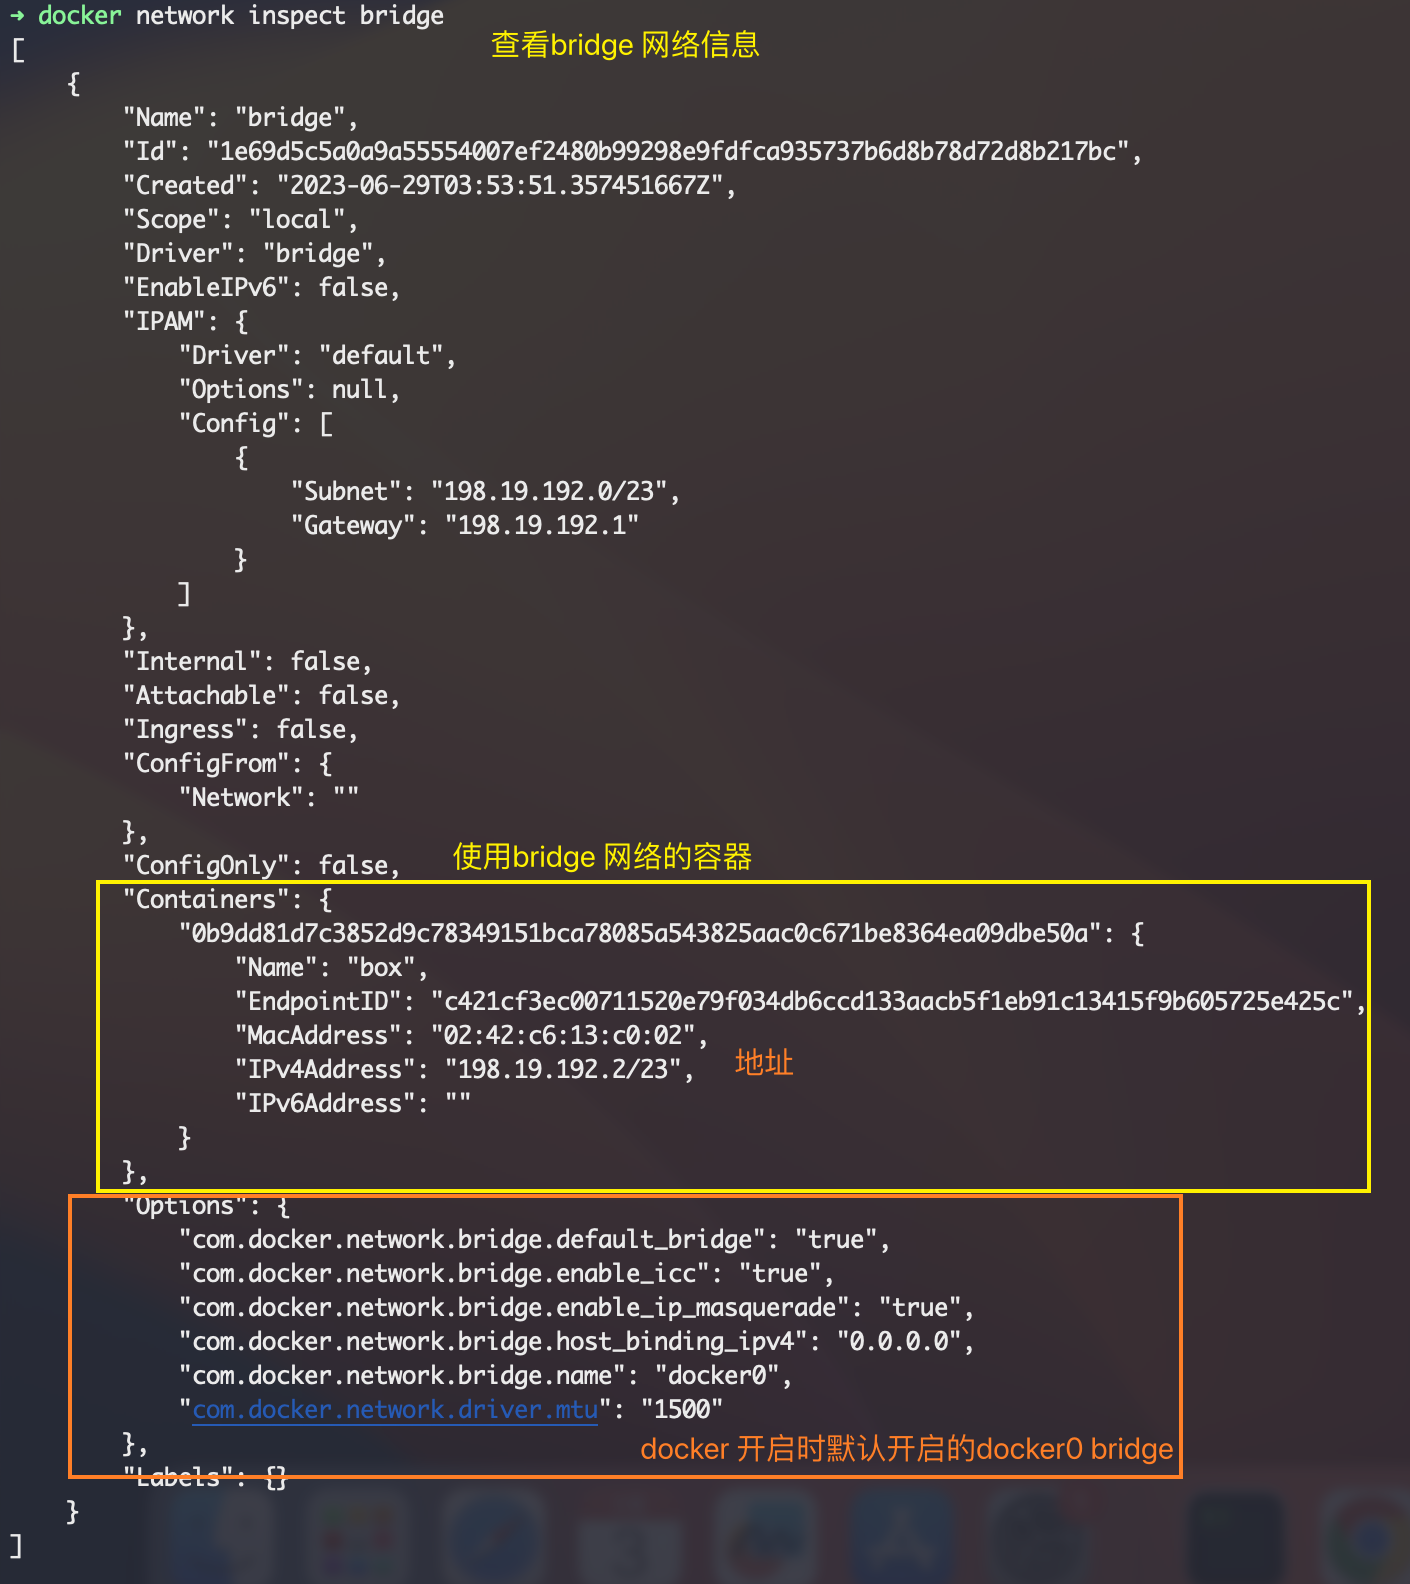 ➜ docker network inspect bridge
[
查看bridge 网络信息
    {
        "Name": "bridge",
        "Id": "1e69d5c5a0a9a55554007ef2480b99298e9fdfca935737b6d8b78d72d8b217bc",
        "Created": "2023-06-29T03:53:51.357451667Z",
        "Scope": "local",
        "Driver": "bridge",
        "EnableIPv6": false,
        "IPAM": {
            "Driver": "default",
            "Options": null,
            "Config": [
                {
                    "Subnet": "198.19.192.0/23",
                    "Gateway": "198.19.192.1"
                }
            ]
        },
        "Internal": false,
        "Attachable": false,
        "Ingress": false,
        "ConfigFrom": {
            "Network": ""
        },
        "ConfigOnly": false,
使用bridge 网络的容器
        "Containers": {
            "0b9dd81d7c3852d9c78349151bca78085a543825aac0c671be8364ea09dbe50a": {
                "Name": "box",
                "EndpointID": "c421cf3ec00711520e79f034db6ccd133aacb5f1eb91c13415f9b605725e425c",
                "MacAddress": "02:42:c6:13:c0:02",
                "IPv4Address": "198.19.192.2/23",
地址
                "IPv6Address": ""
            }
        },
        "Options": {
            "com.docker.network.bridge.default_bridge": "true",
            "com.docker.network.bridge.enable_icc": "true",
            "com.docker.network.bridge.enable_ip_masquerade": "true",
            "com.docker.network.bridge.host_binding_ipv4": "0.0.0.0",
            "com.docker.network.bridge.name": "docker0",
            "com.docker.network.driver.mtu": "1500"
        },
docker 开启时默认开启的docker0 bridge
        "Labels": {}
    }
]